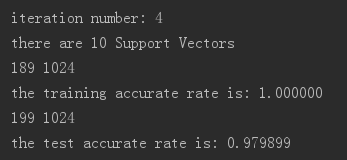 iteration number: 4
there are 10 Support Vectors
189 1024
the training accurate rate is: 1.000000
199 1024
the test accurate rate is: 0.979899